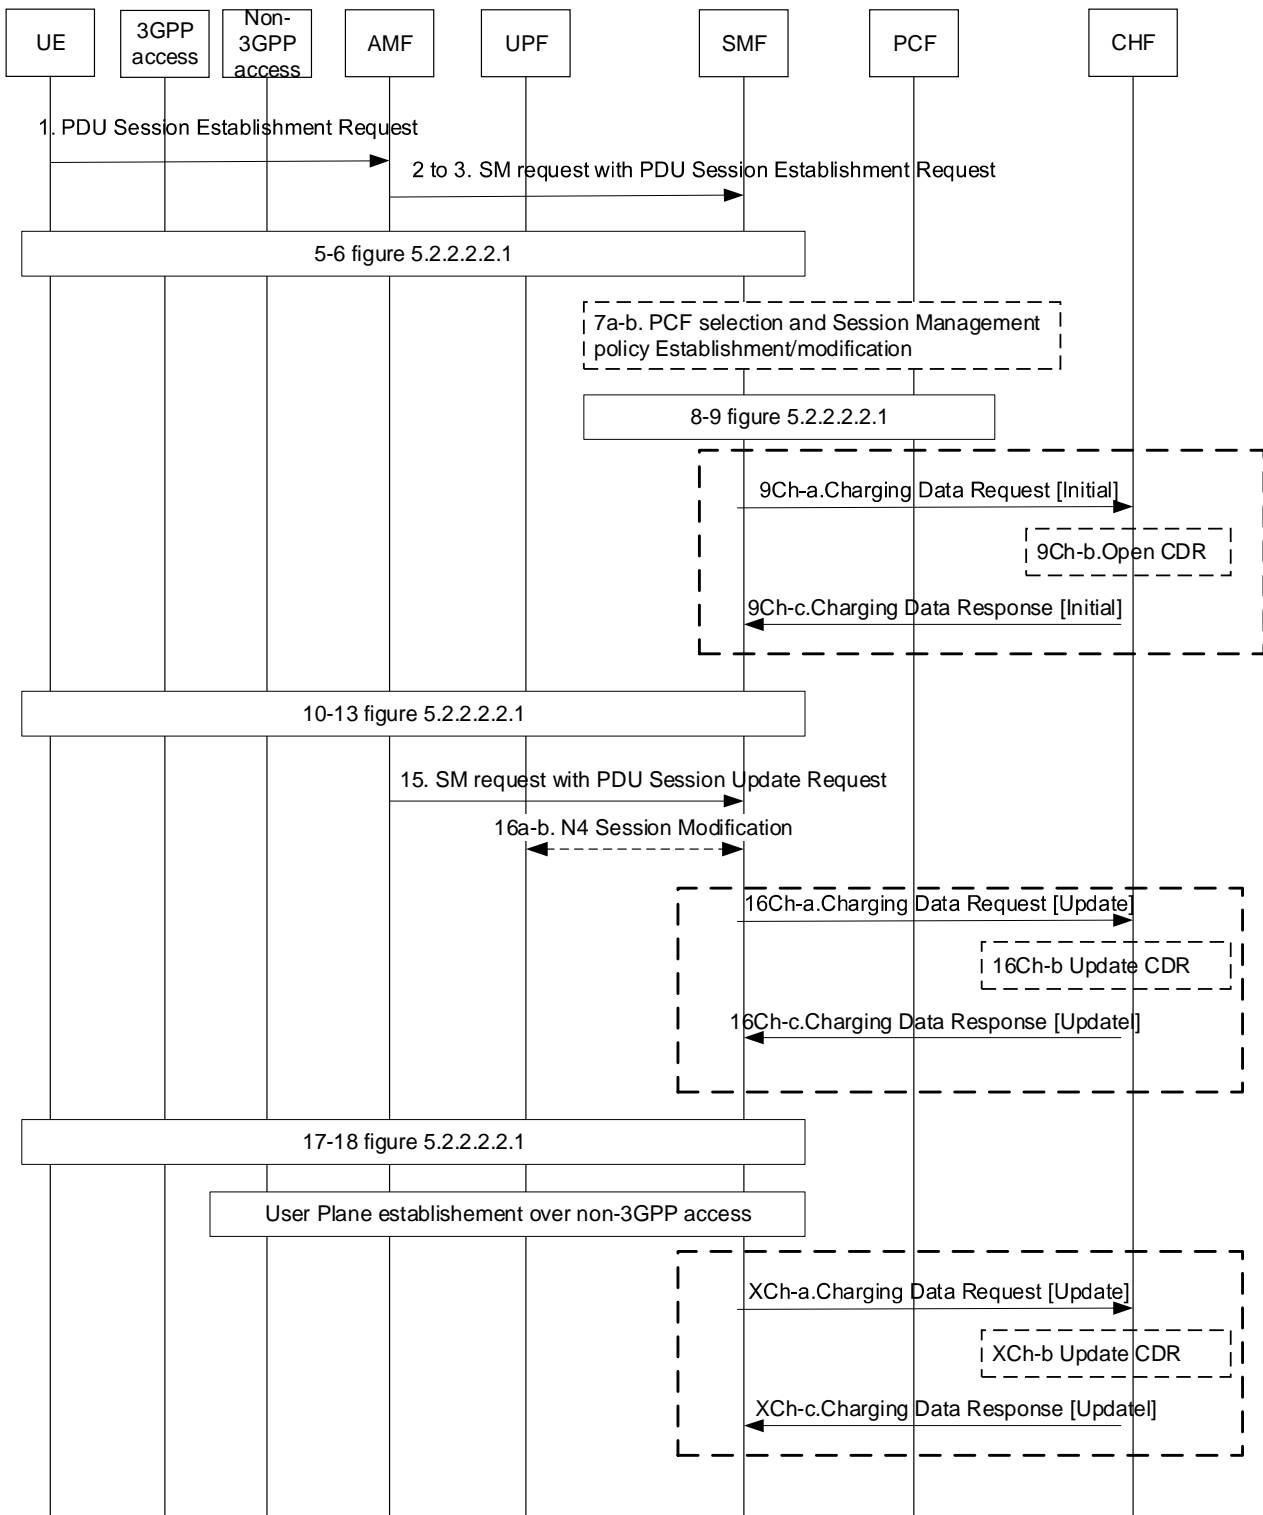 UE
3GPP
access
Non-
3GPP
access
AMF
UPF
SMF
PCF
CHF
1. PDU Session Establishment Request
2 to 3. SM request with PDU Session Establishment Request
5-6 figure 5.2.2.2.2.1
7a-b. PCF selection and Session Management
policy Establishment/modification
8-9 figure 5.2.2.2.2.1
9Ch-a.Charging Data Request [Initial]
9Ch-b.Open CDR
9Ch-c.Charging Data Response [Initial]
10-13 figure 5.2.2.2.2.1
15. SM request with PDU Session Update Request
16a-b. N4 Session Modification
16Ch-a.Charging Data Request [Update]
16Ch-b Update CDR
16Ch-c.Charging Data Response [Updatel]
17-18 figure 5.2.2.2.2.1
User Plane establishement over non-3GPP access
XCh-a.Charging Data Request [Update]
XCh-b Update CDR
XCh-c.Charging Data Response [Updatel]